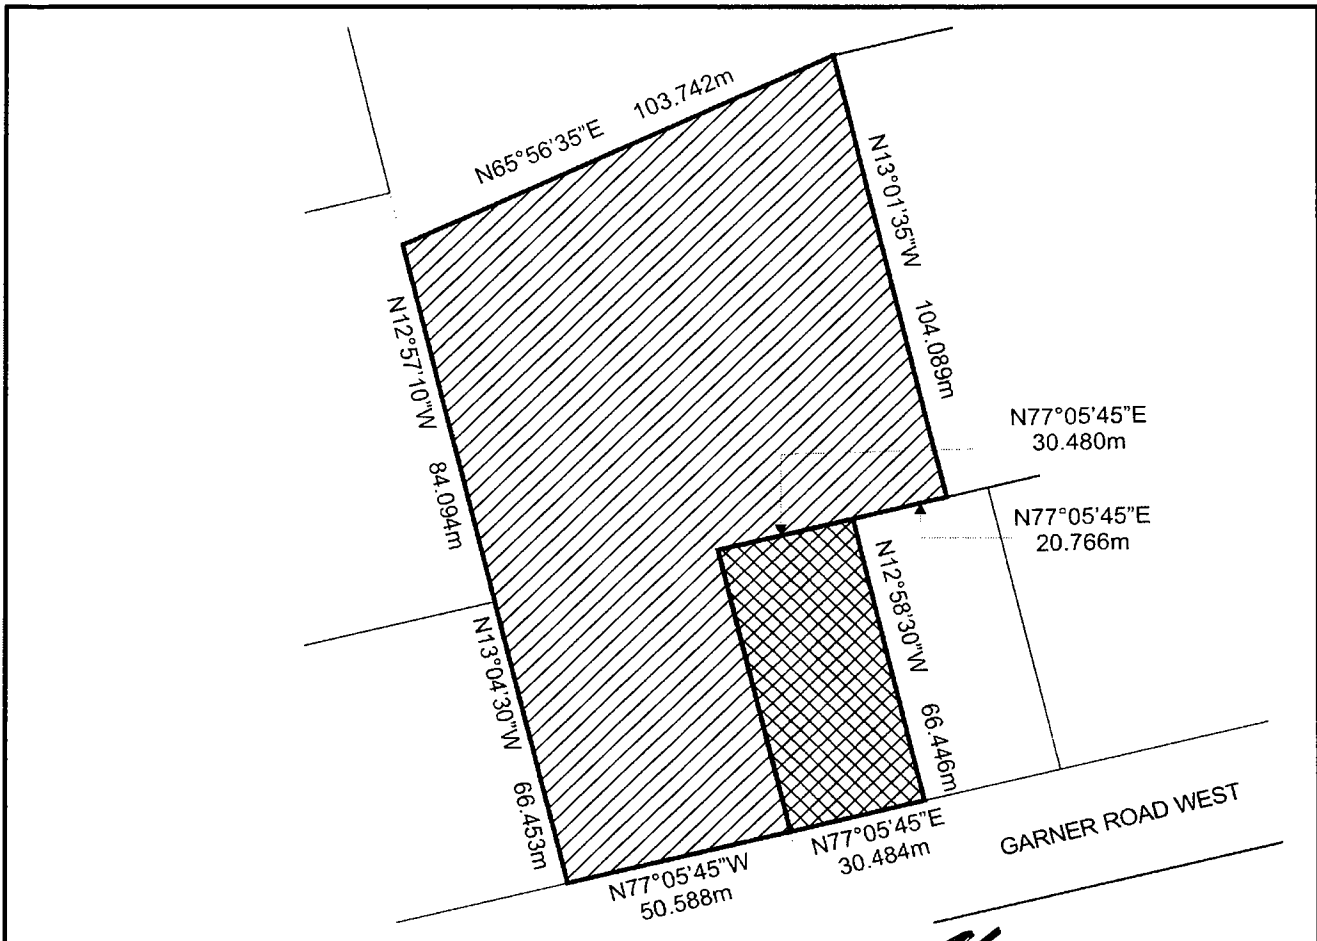 N65°56'35"E 103.742m
N13°01'35"W 104.089m
N12°57'10"W 84.094m
N77°05'45"E
30.480m
N77°05'45"E
20.766m
N12°58'30"W 66.446m
N13°04'30"W 66.453m
N77°05'45"W
50.588m
N77°05'45"E
30.484m
GARNER ROAD WEST